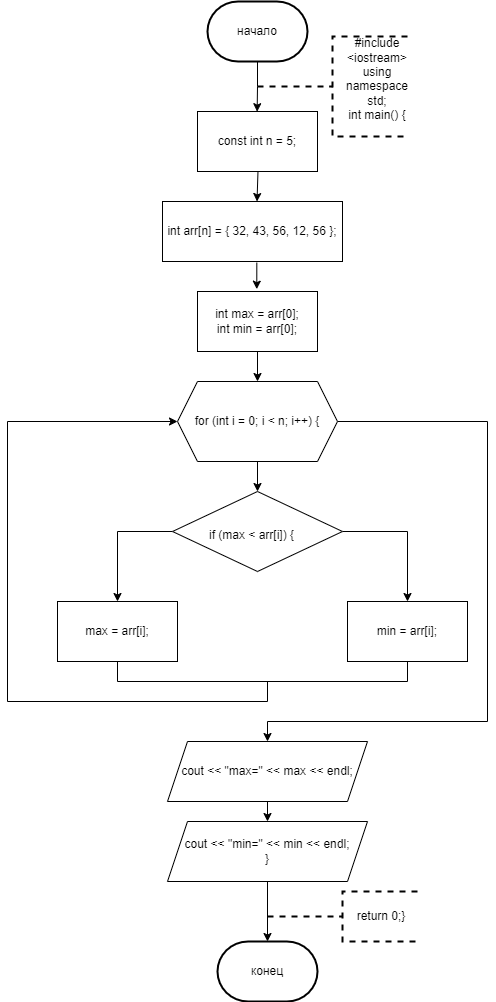 начало
#include
<iostream>
using
namespace
std;
int main() {
const int n = 5;
int arr[n] = { 32, 43, 56, 12, 56 };
int max = arr[0];
int min = arr[0];
for (int i = 0; i < n; i++) {
if (max < arr[i]) {
max = arr[i];
min = arr[i];
cout << "max=" << max << endl;
cout << "min=" << min << endl;
}
return 0;}
конец